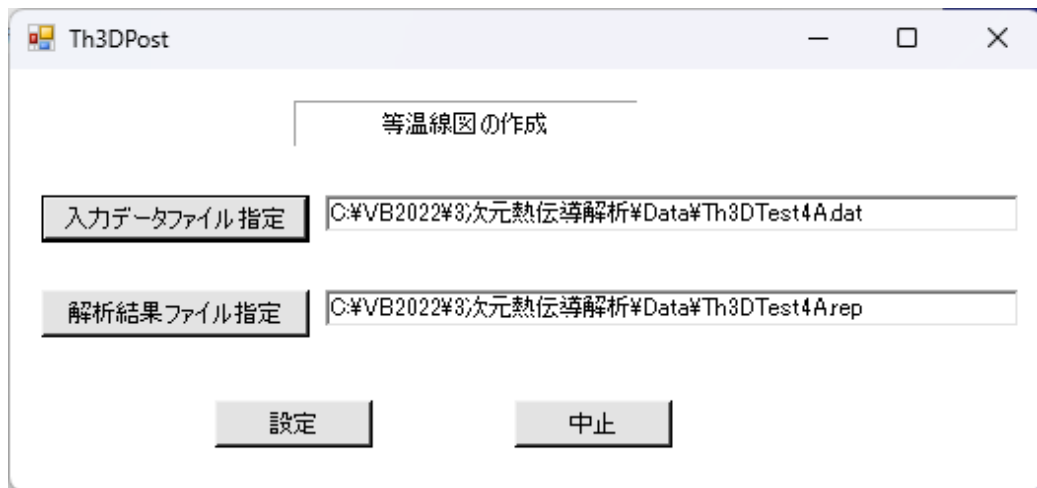 Th3DPost
等温線図の作成
入力データファイル指定 C:¥VB2022¥3次元熱伝導解析¥Data¥Th3DTest4A.dat
解析結果ファイル指定 C:¥VB2022¥3次元熱伝導解析¥Data¥Th3DTest4A.rep
設定 中止